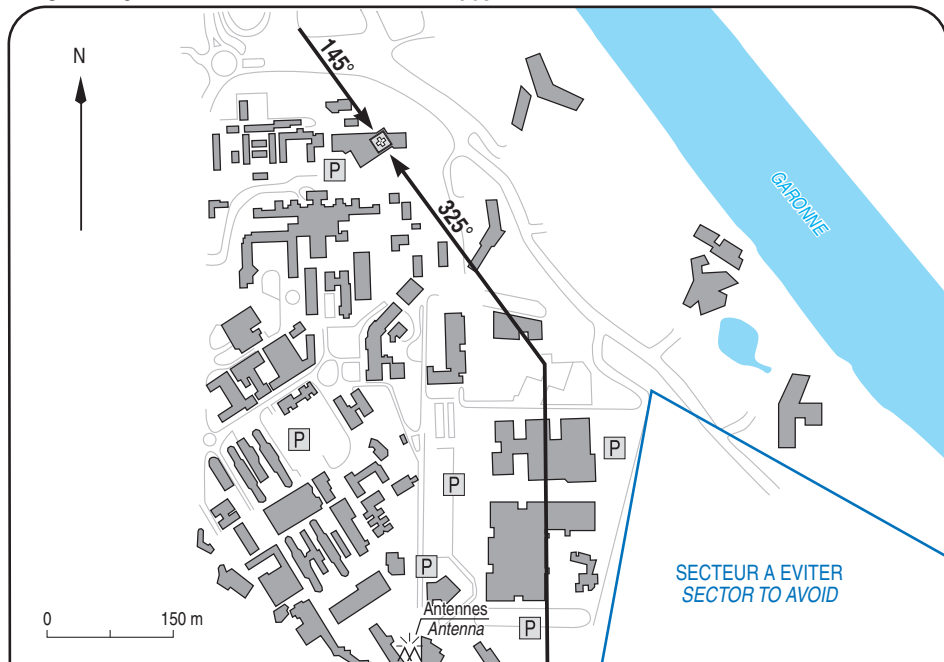 N
145°
P
325°
GARONNE
P
P
P
P
SECTEUR A EVITER
SECTOR TO AVOID
Antennes
Antenna
P
0 150 m